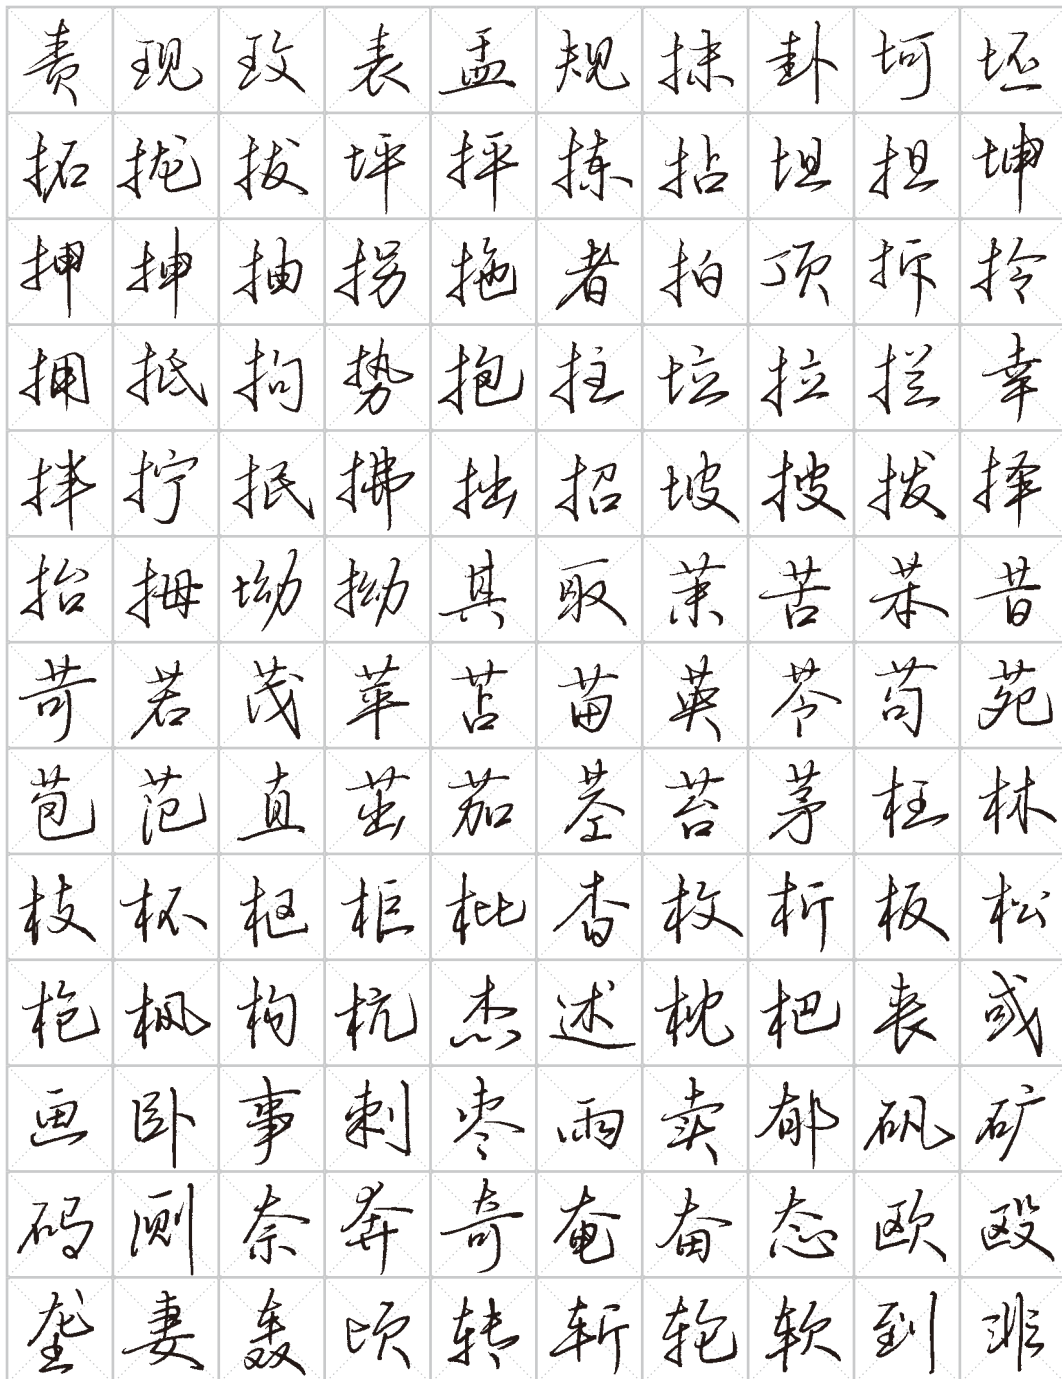 责现玫表盂规抹卦坷坯
拓拢拔坪抨拣拈坦担坤
押抻抽拐拖者拍顶拆拎
拥抵拘势抱拄垃拉拦幸
拌拧抿拂拙招坡披拨择
抬拇坳拗其取茉苦苯昔
苛若茂苹苫苗英苓苟苑
苞范直茁茄茎苔茅枉林
枝杯枢柜枇杳枚析板松
枪枫构杭杰述枕杷丧或
画卧事刺枣雨卖郁矾矿
码厕奈奔奇奄奋态欧殴
垄妻轰顷转斩轮软到非